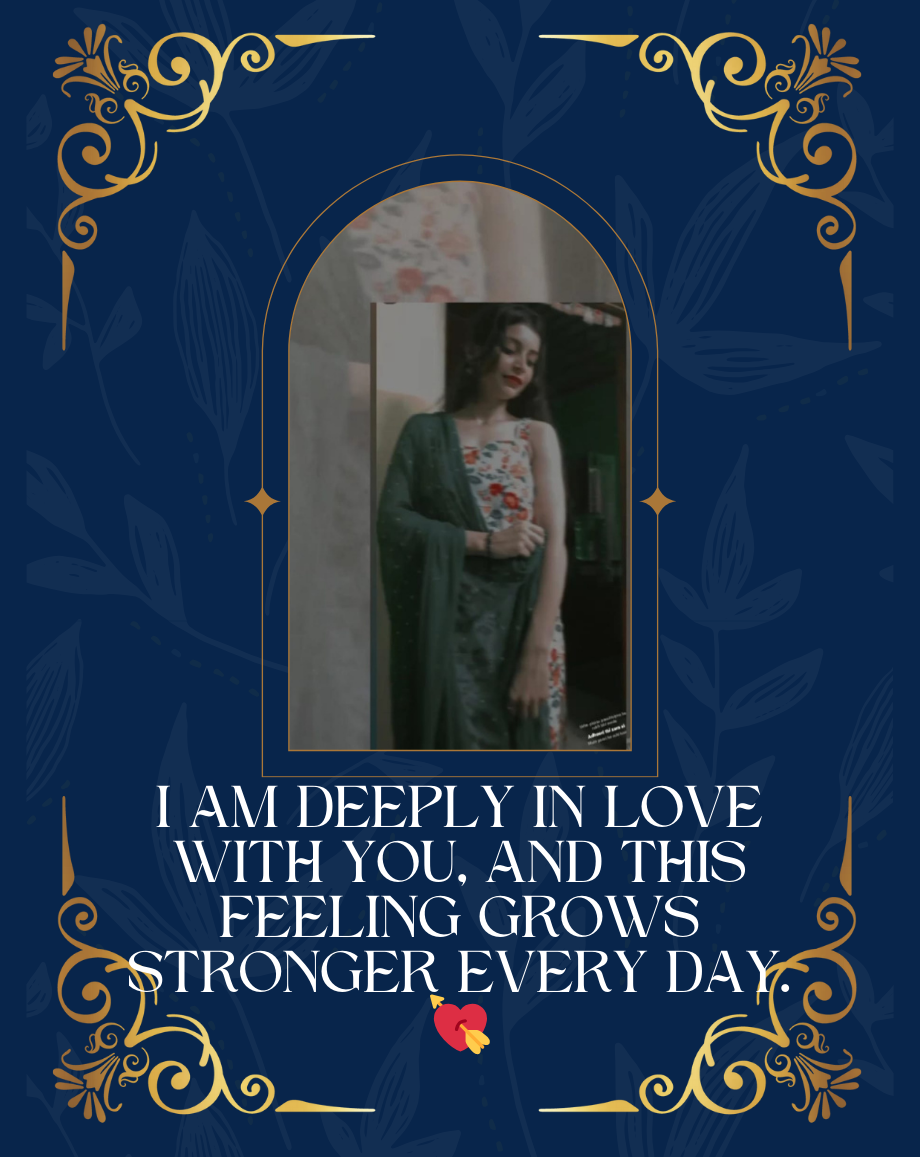 I AM DEEPLY IN LOVE
WITH YOU, AND THIS
FEELING GROWS
STRONGER EVERY DAY.
💘